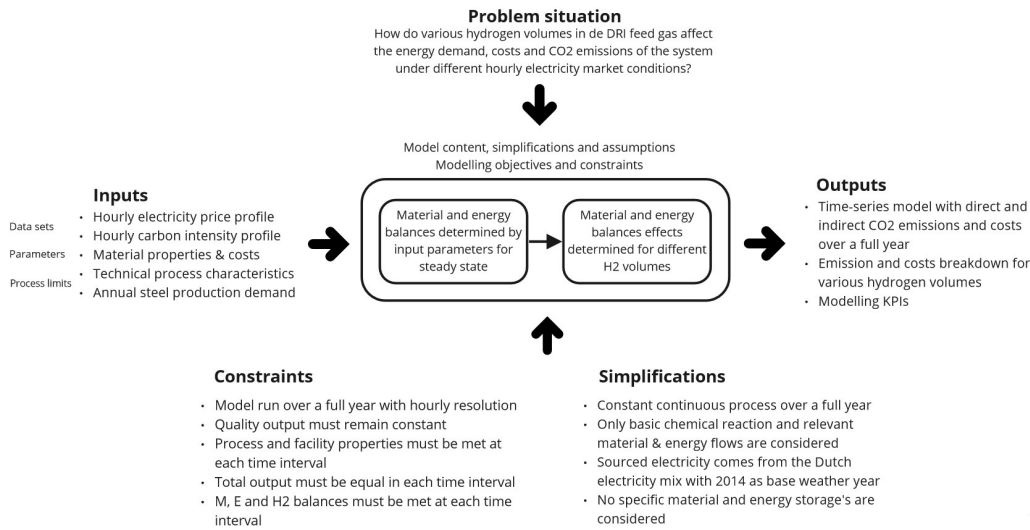 Problem situation
How do various hydrogen volumes in de DRI feed gas affect
the energy demand, costs and CO2 emissions of the system
under different hourly electricity market conditions?
Model content, simplifications and assumptions
Modelling objectives and constraints
Inputs
Data sets
Parameters
Process limits
• Hourly electricity price profile
• Hourly carbon intensity profile
• Material properties & costs
• Technical process characteristics
• Annual steel production demand
Material and energy
balances determined by
input parameters for
steady state
Material and energy
balances effects
determined for different
H2 volumes
Outputs
• Time-series model with direct and
indirect CO2 emissions and costs
over a full year
• Emission and costs breakdown for
various hydrogen volumes
• Modelling KPIs
Constraints
• Model run over a full year with hourly resolution
• Quality output must remain constant
• Process and facility properties must be met at
each time interval
• Total output must be equal in each time interval
• M, E and H2 balances must be met at each time
interval
Simplifications
• Constant continuous process over a full year
• Only basic chemical reaction and relevant
material & energy flows are considered
• Sourced electricity comes from the Dutch
electricity mix with 2014 as base weather year
• No specific material and energy storage's are
considered